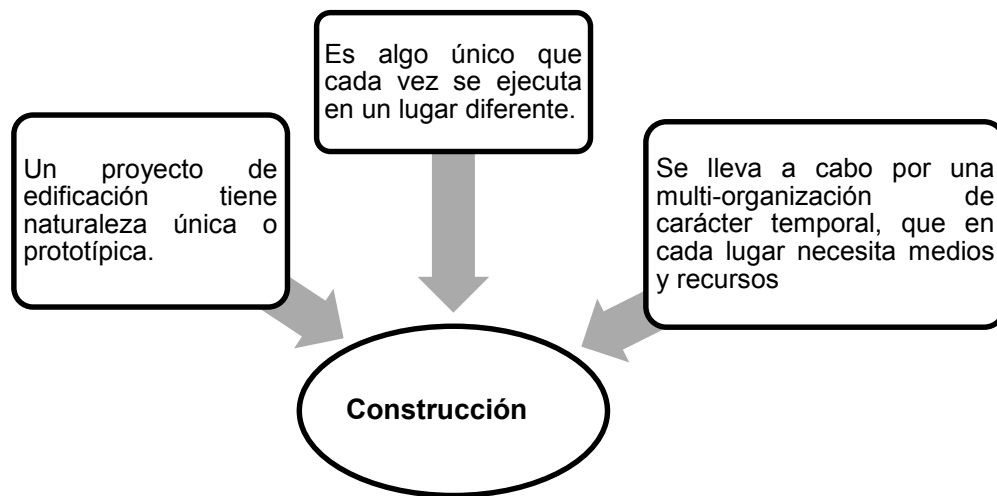 Un proyecto de
edificación tiene
naturaleza única o
prototípica.
Es algo único que
cada vez se ejecuta
en un lugar diferente.
Se lleva a cabo por una
multi-organización de
carácter temporal, que en
cada lugar necesita medios
y recursos
Construcción